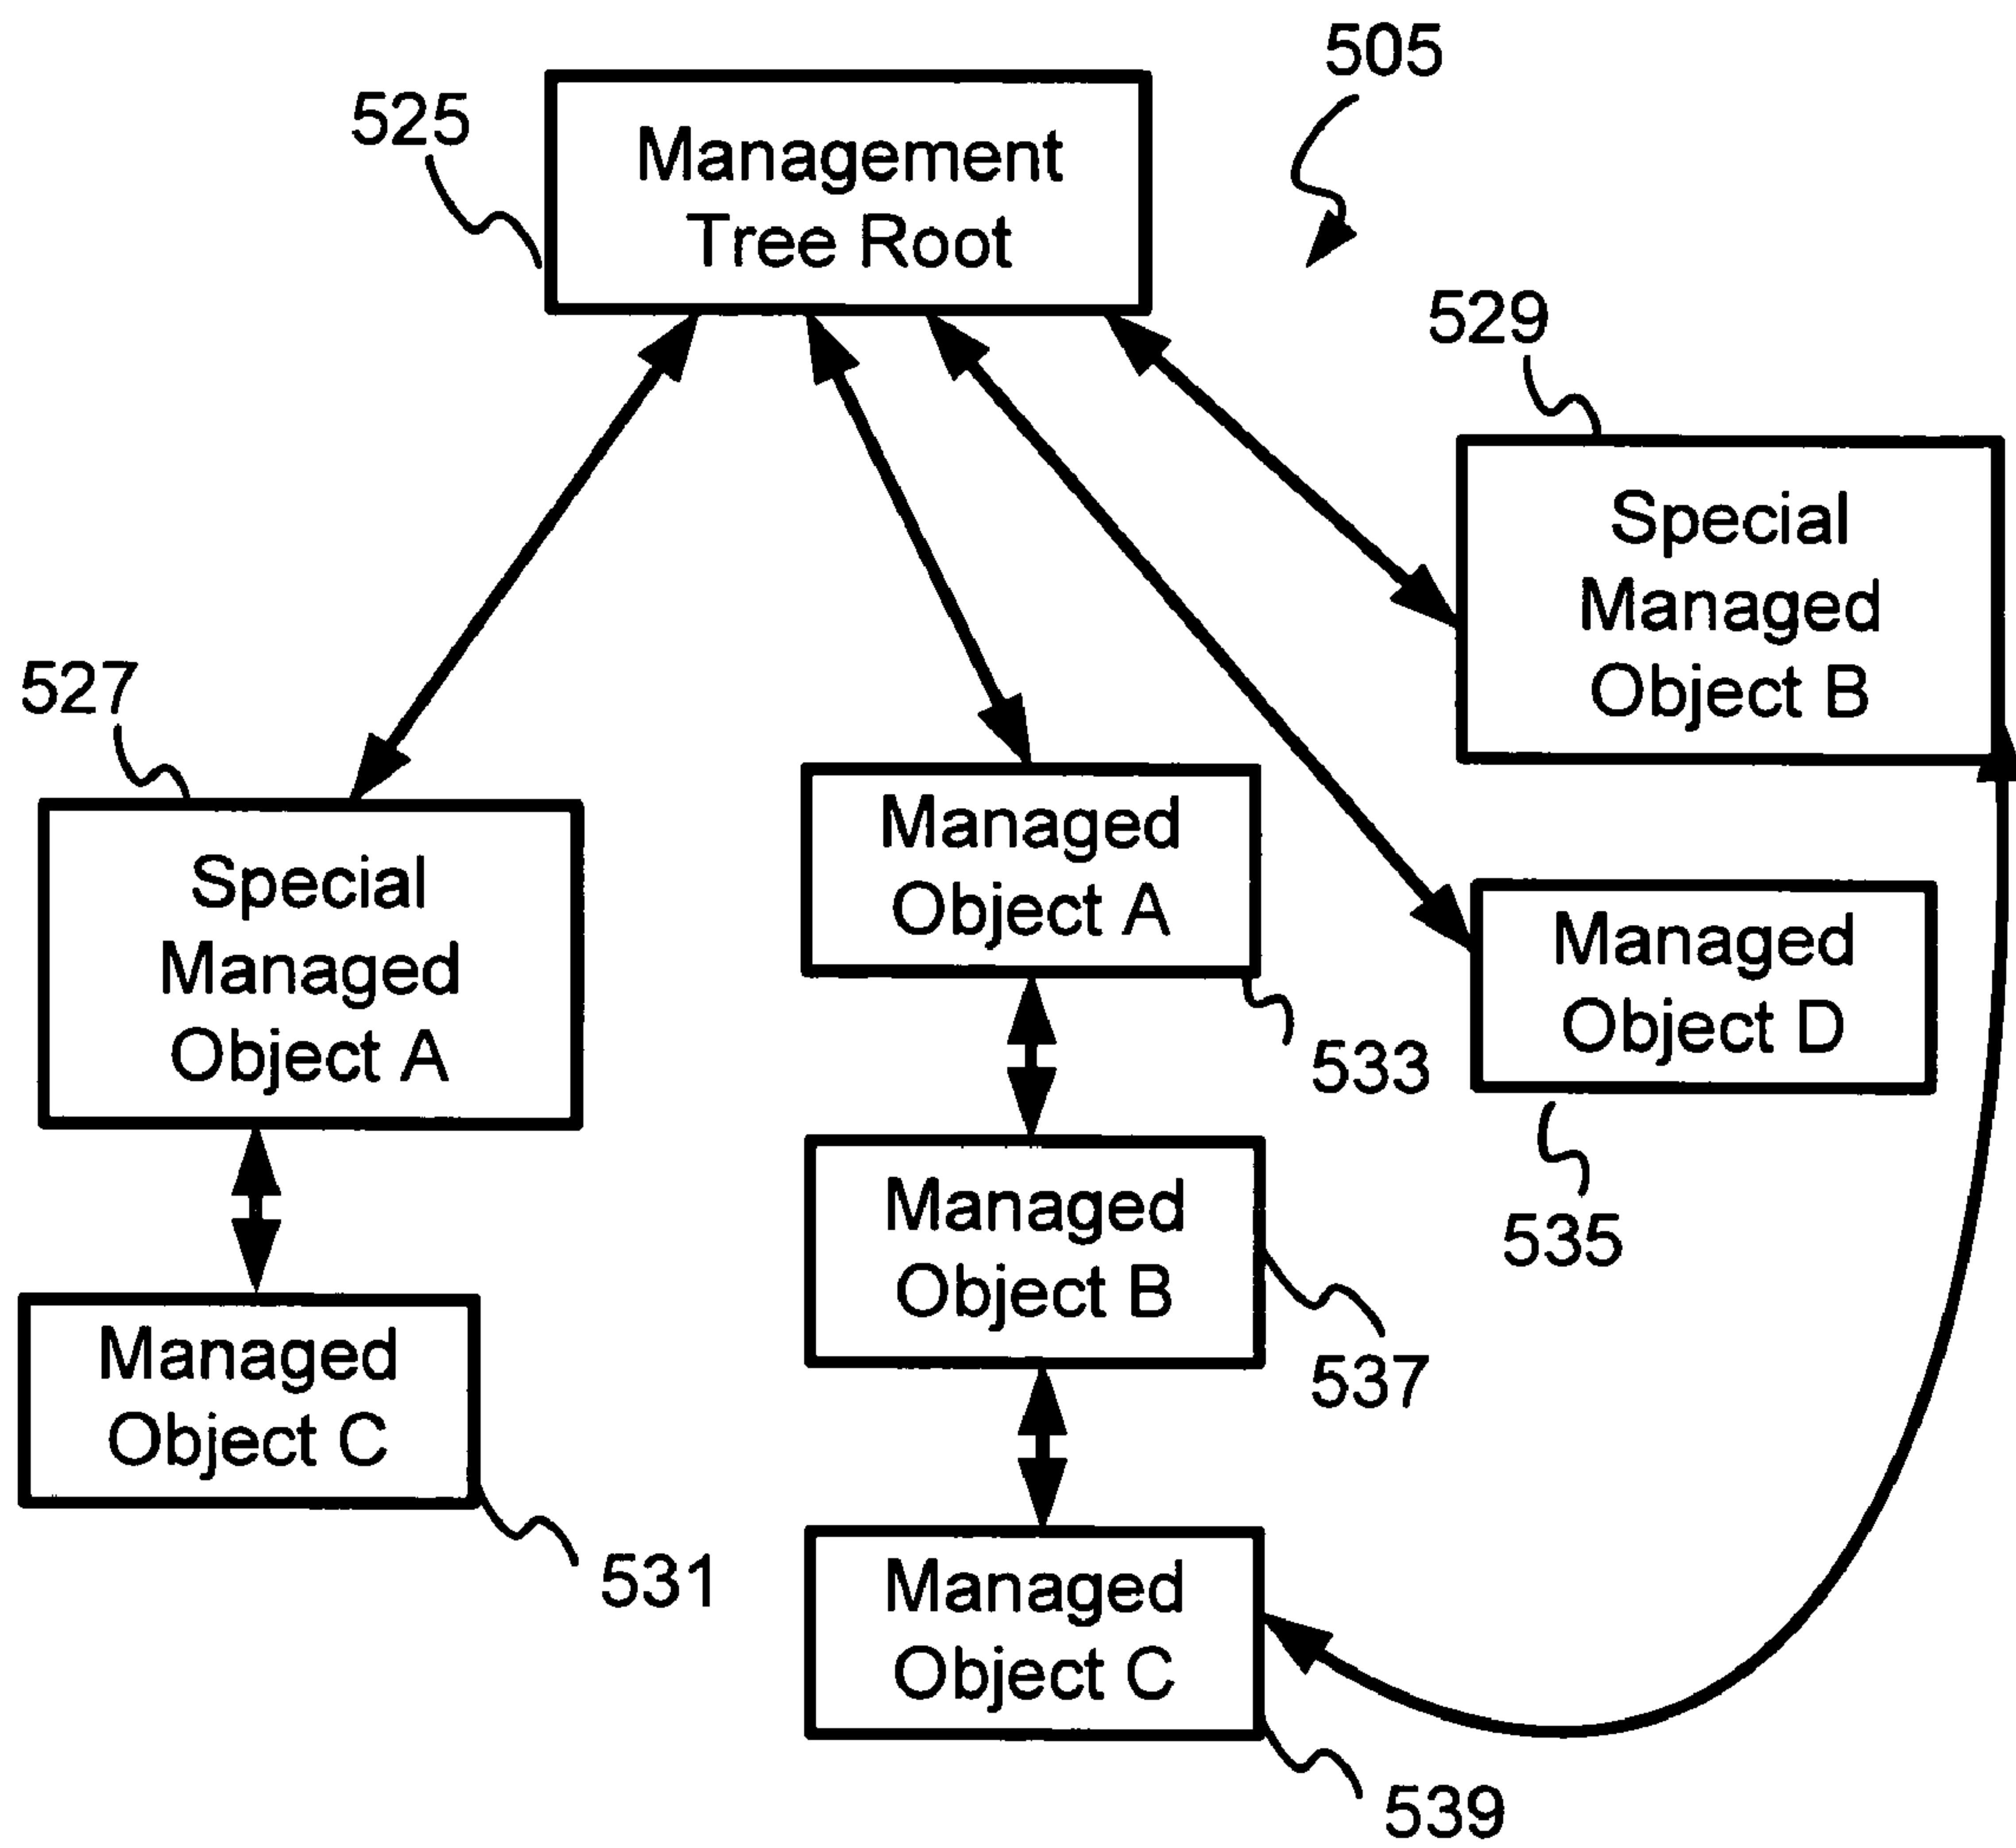 505
525
Management
Tree Root
529
Special
Managed
Object B
527
Special
Managed
Object A
Managed
Object A
533
Managed
Object D
535
Managed
Object B
537
Managed
Object C
531
Managed
Object C
539